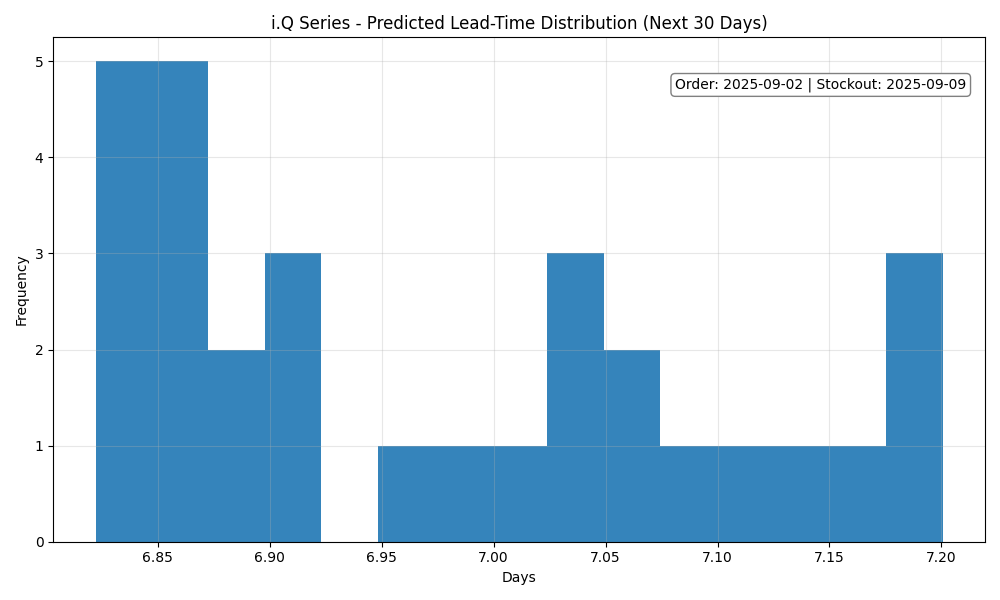 i.Q Series - Predicted Lead-Time Distribution (Next 30 Days)
Order: 2025-09-02 | Stockout: 2025-09-09
Frequency
5
4
3
2
1
0
6.85 6.90 6.95 7.00 7.05 7.10 7.15 7.20
Days